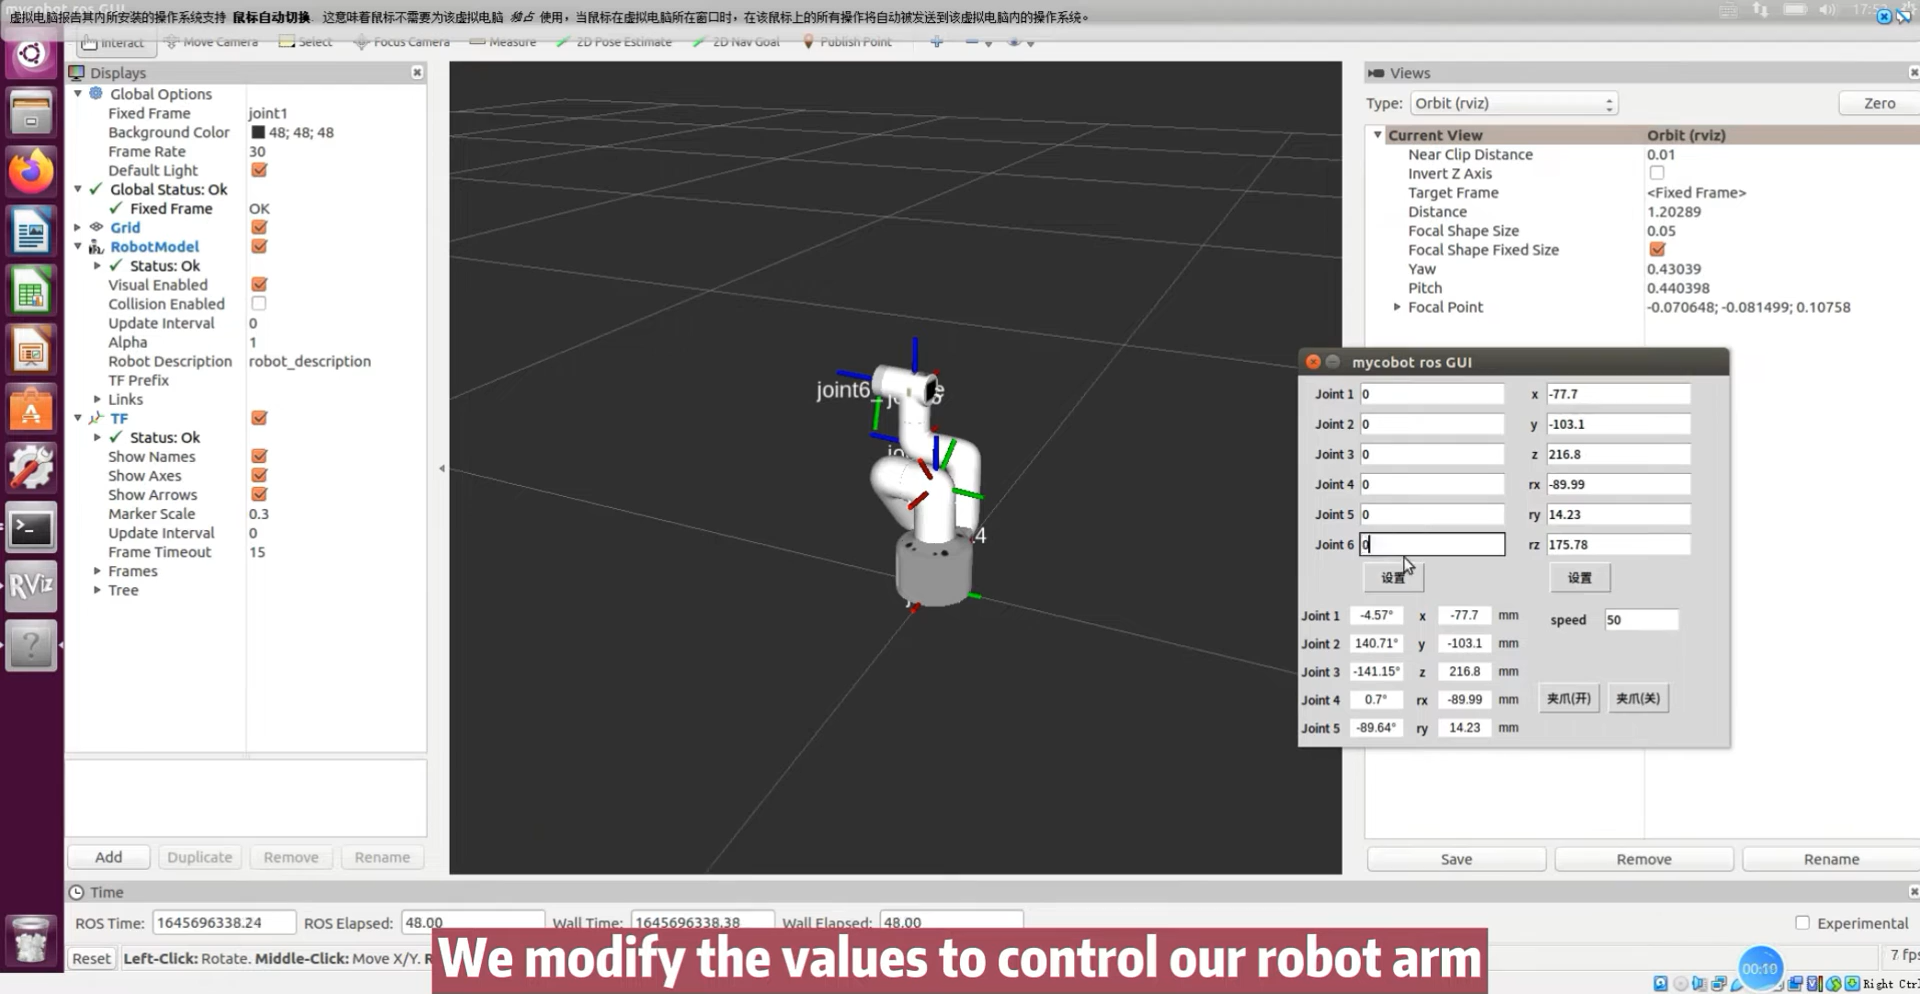 虚拟电脑报告其内所安装的操作系统支持 鼠标自动切换. 这意味着鼠标不需要为该虚拟电脑 独占 使用，当鼠标在虚拟电脑所在窗口时，在该鼠标上的所有操作将自动被发送到该虚拟电脑内的操作系统。
Interact Move Camera Select Focus Camera Measure 2D Pose Estimate 2D Nav Goal Publish Point
Displays
Global Options
Fixed Frame joint1
Background Color 48; 48; 48
Frame Rate 30
Default Light
Global Status: Ok
Fixed Frame OK
Grid
RobotModel
Status: Ok
Visual Enabled
Collision Enabled
Update Interval 0
Alpha 1
Robot Description robot_description
TF Prefix
Links
TF
Status: Ok
Show Names
Show Axes
Show Arrows
Marker Scale 0.3
Update Interval 0
Frame Timeout 15
Frames
Tree
Add Duplicate Remove Rename
RViz
joint6_
Views
Type: Orbit (rviz) Zero
Current View Orbit (rviz)
Near Clip Distance 0.01
Invert Z Axis
Target Frame <Fixed Frame>
Distance 1.20289
Focal Shape Size 0.05
Focal Shape Fixed Size
Yaw 0.43039
Pitch 0.440398
Focal Point -0.070648; -0.081499; 0.10758
mycobot ros GUI
Joint 1 0 x -77.7
Joint 2 0 y -103.1
Joint 3 0 z 216.8
Joint 4 0 rx -89.99
Joint 5 0 ry 14.23
Joint 6 0 rz 175.78
设置 设置
Joint 1 -4.57° x -77.7 mm speed 50
Joint 2 140.71° y -103.1 mm
Joint 3 -141.15° z 216.8 mm
Joint 4 0.7° rx -89.99 mm 夹爪(开) 夹爪(关)
Joint 5 -89.64° ry 14.23 mm
Save Remove Rename
Time
ROS Time: 1645696338.24 ROS Elapsed: 48.00 Wall Time: 1645696338.38 Wall Elapsed: 48.00 Experimental
Reset Left-Click: Rotate. Middle-Click: Move X/Y. 7 fps
We modify the values to control our robot arm
00:10
Right Ctrl